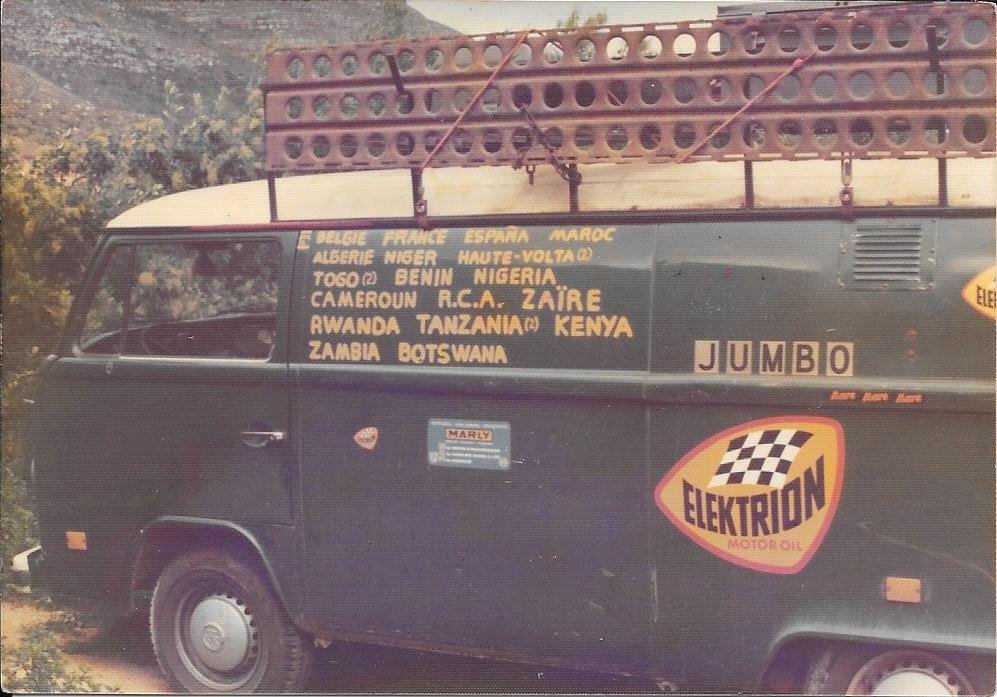 BELGIE FRANCE ESPAÑA MAROC
ALGERIE NIGER HAUTE-VOLTA(2)
TOGO(2) BENIN NIGERIA
CAMEROUN R.C.A. ZAÏRE
RWANDA TANZANIA(2) KENYA
ZAMBIA BOTSWANA
JUMBO
MARLY
ELEKTRION
MOTOR OIL
ELE